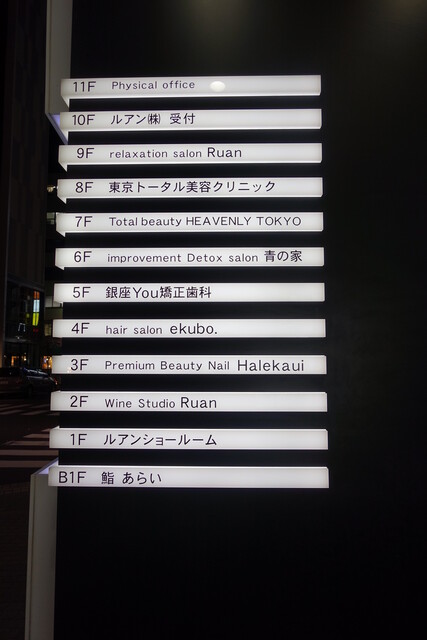 11F Physical office
10F ルアン㈱ 受付
9F relaxation salon Ruan
8F 東京トータル美容クリニック
7F Total beauty HEAVENLY TOKYO
6F improvement Detox salon 青の家
5F 銀座You矯正歯科
4F hair salon ekubo.
3F Premium Beauty Nail Halekaui
2F Wine Studio Ruan
1F ルアンショールーム
B1F 鮨 あらい